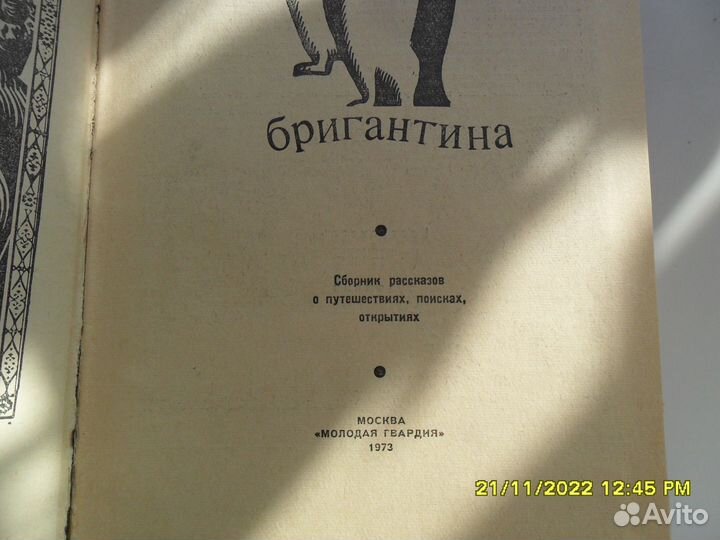 бригантина
Сборник рассказов
о путешествиях, поисках,
открытиях
МОСКВА
«МОЛОДАЯ ГВАРДИЯ»
1973
21/11/2022 12:45 PM
Avito